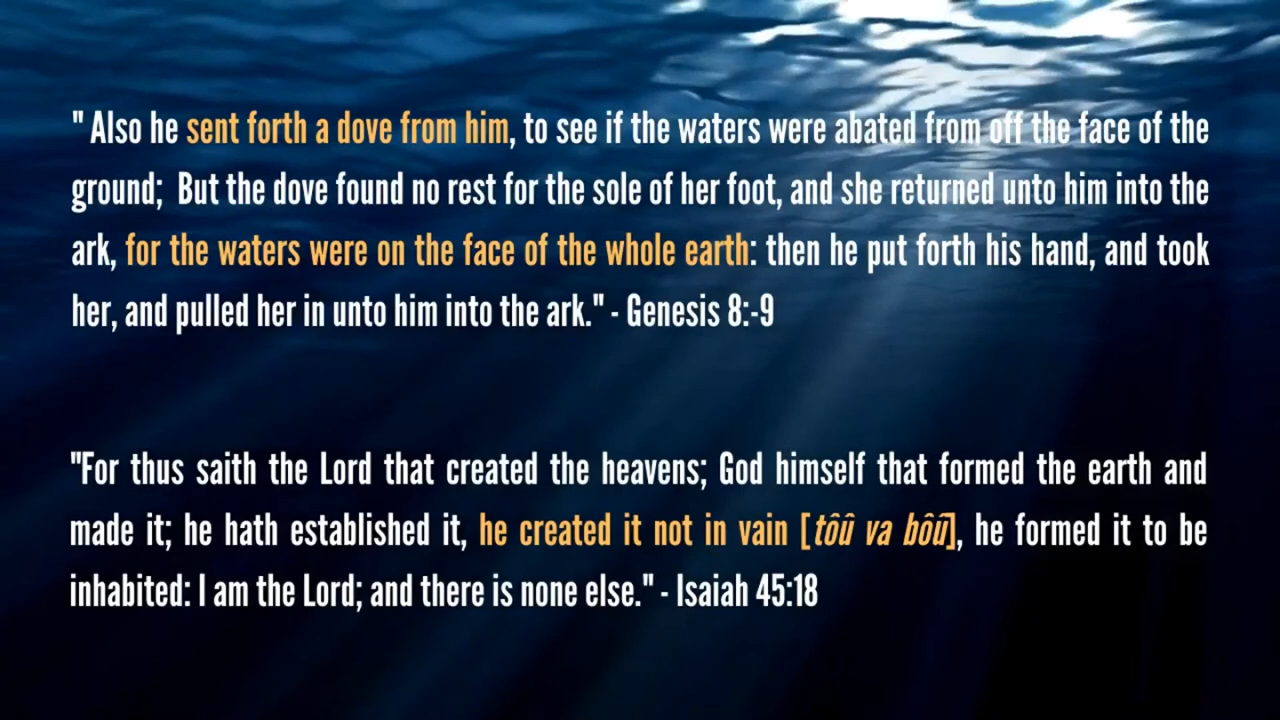 " Also he sent forth a dove from him, to see if the waters were abated from off the face of the
ground;  But the dove found no rest for the sole of her foot, and she returned unto him into the
ark, for the waters were on the face of the whole earth: then he put forth his hand, and took
her, and pulled her in unto him into the ark." - Genesis 8:-9
"For thus saith the Lord that created the heavens; God himself that formed the earth and
made it; he hath established it, he created it not in vain [tôû va bôû], he formed it to be
inhabited: I am the Lord; and there is none else." - Isaiah 45:18